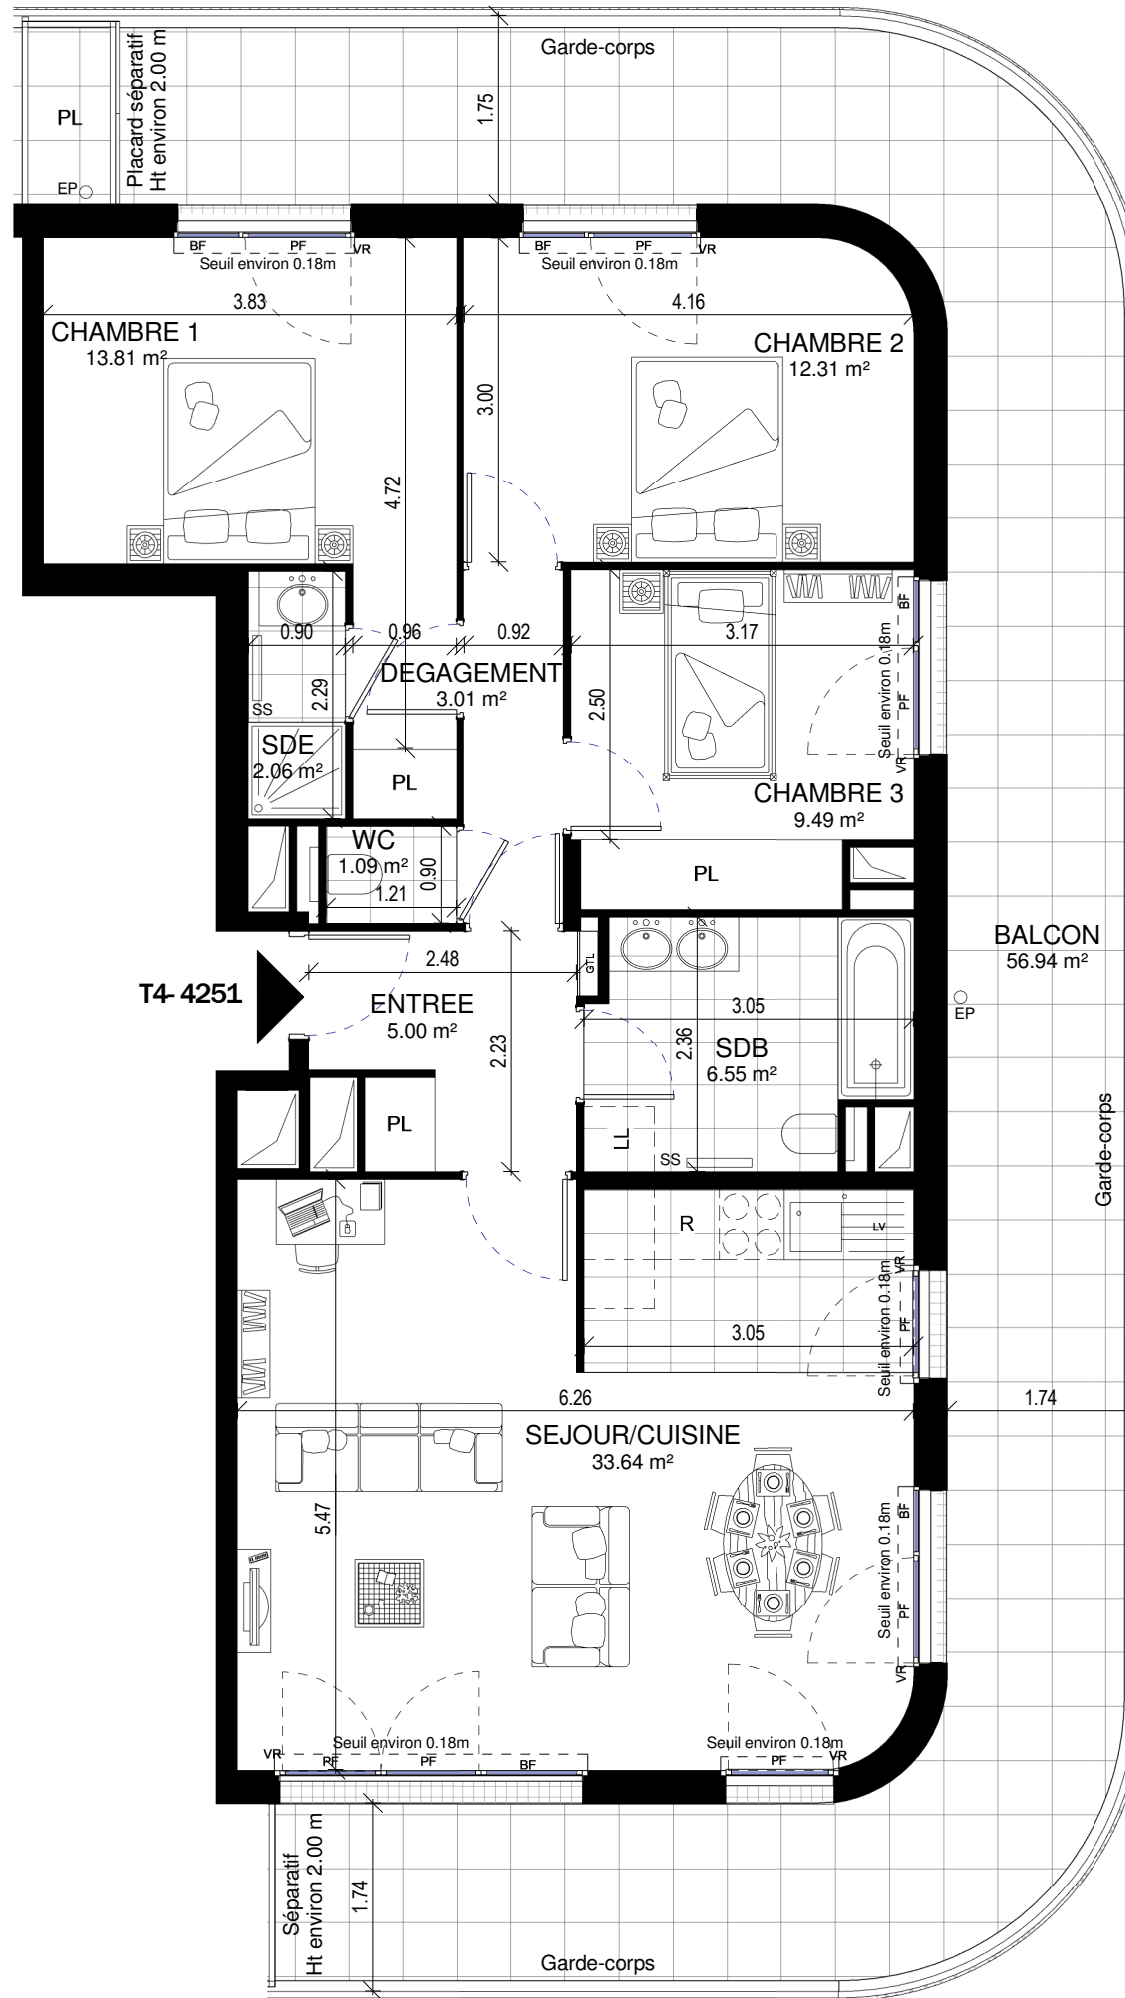 Garde-corps
Placard séparatif
Ht environ 2.00 m
PL
EP
1.75
BF
PF
VR
Seuil environ 0.18m
BF
PF
VR
Seuil environ 0.18m
3.83
4.16
CHAMBRE 1
13.81 m²
CHAMBRE 2
12.31 m²
3.00
4.72
0.90
0.96
0.92
3.17
DEGAGEMENT
3.01 m²
2.29
SS
SDE
2.06 m²
PL
2.50
BF
Seuil environ 0.18m
PF
VR
CHAMBRE 3
9.49 m²
WC
1.09 m²
1.21
0.90
PL
T4- 4251
2.48
ENTREE
5.00 m²
2.23
GTL
3.05
2.36
SDB
6.55 m²
BALCON
56.94 m²
EP
Garde-corps
PL
LL
SS
R
LV
VR
Seuil environ 0.18m
PF
3.05
6.26
1.74
SEJOUR/CUISINE
33.64 m²
5.47
BF
Seuil environ 0.18m
PF
VR
Seuil environ 0.18m
VR
PF
PF
BF
Seuil environ 0.18m
PF
VR
Séparatif
Ht environ 2.00 m
1.74
Garde-corps